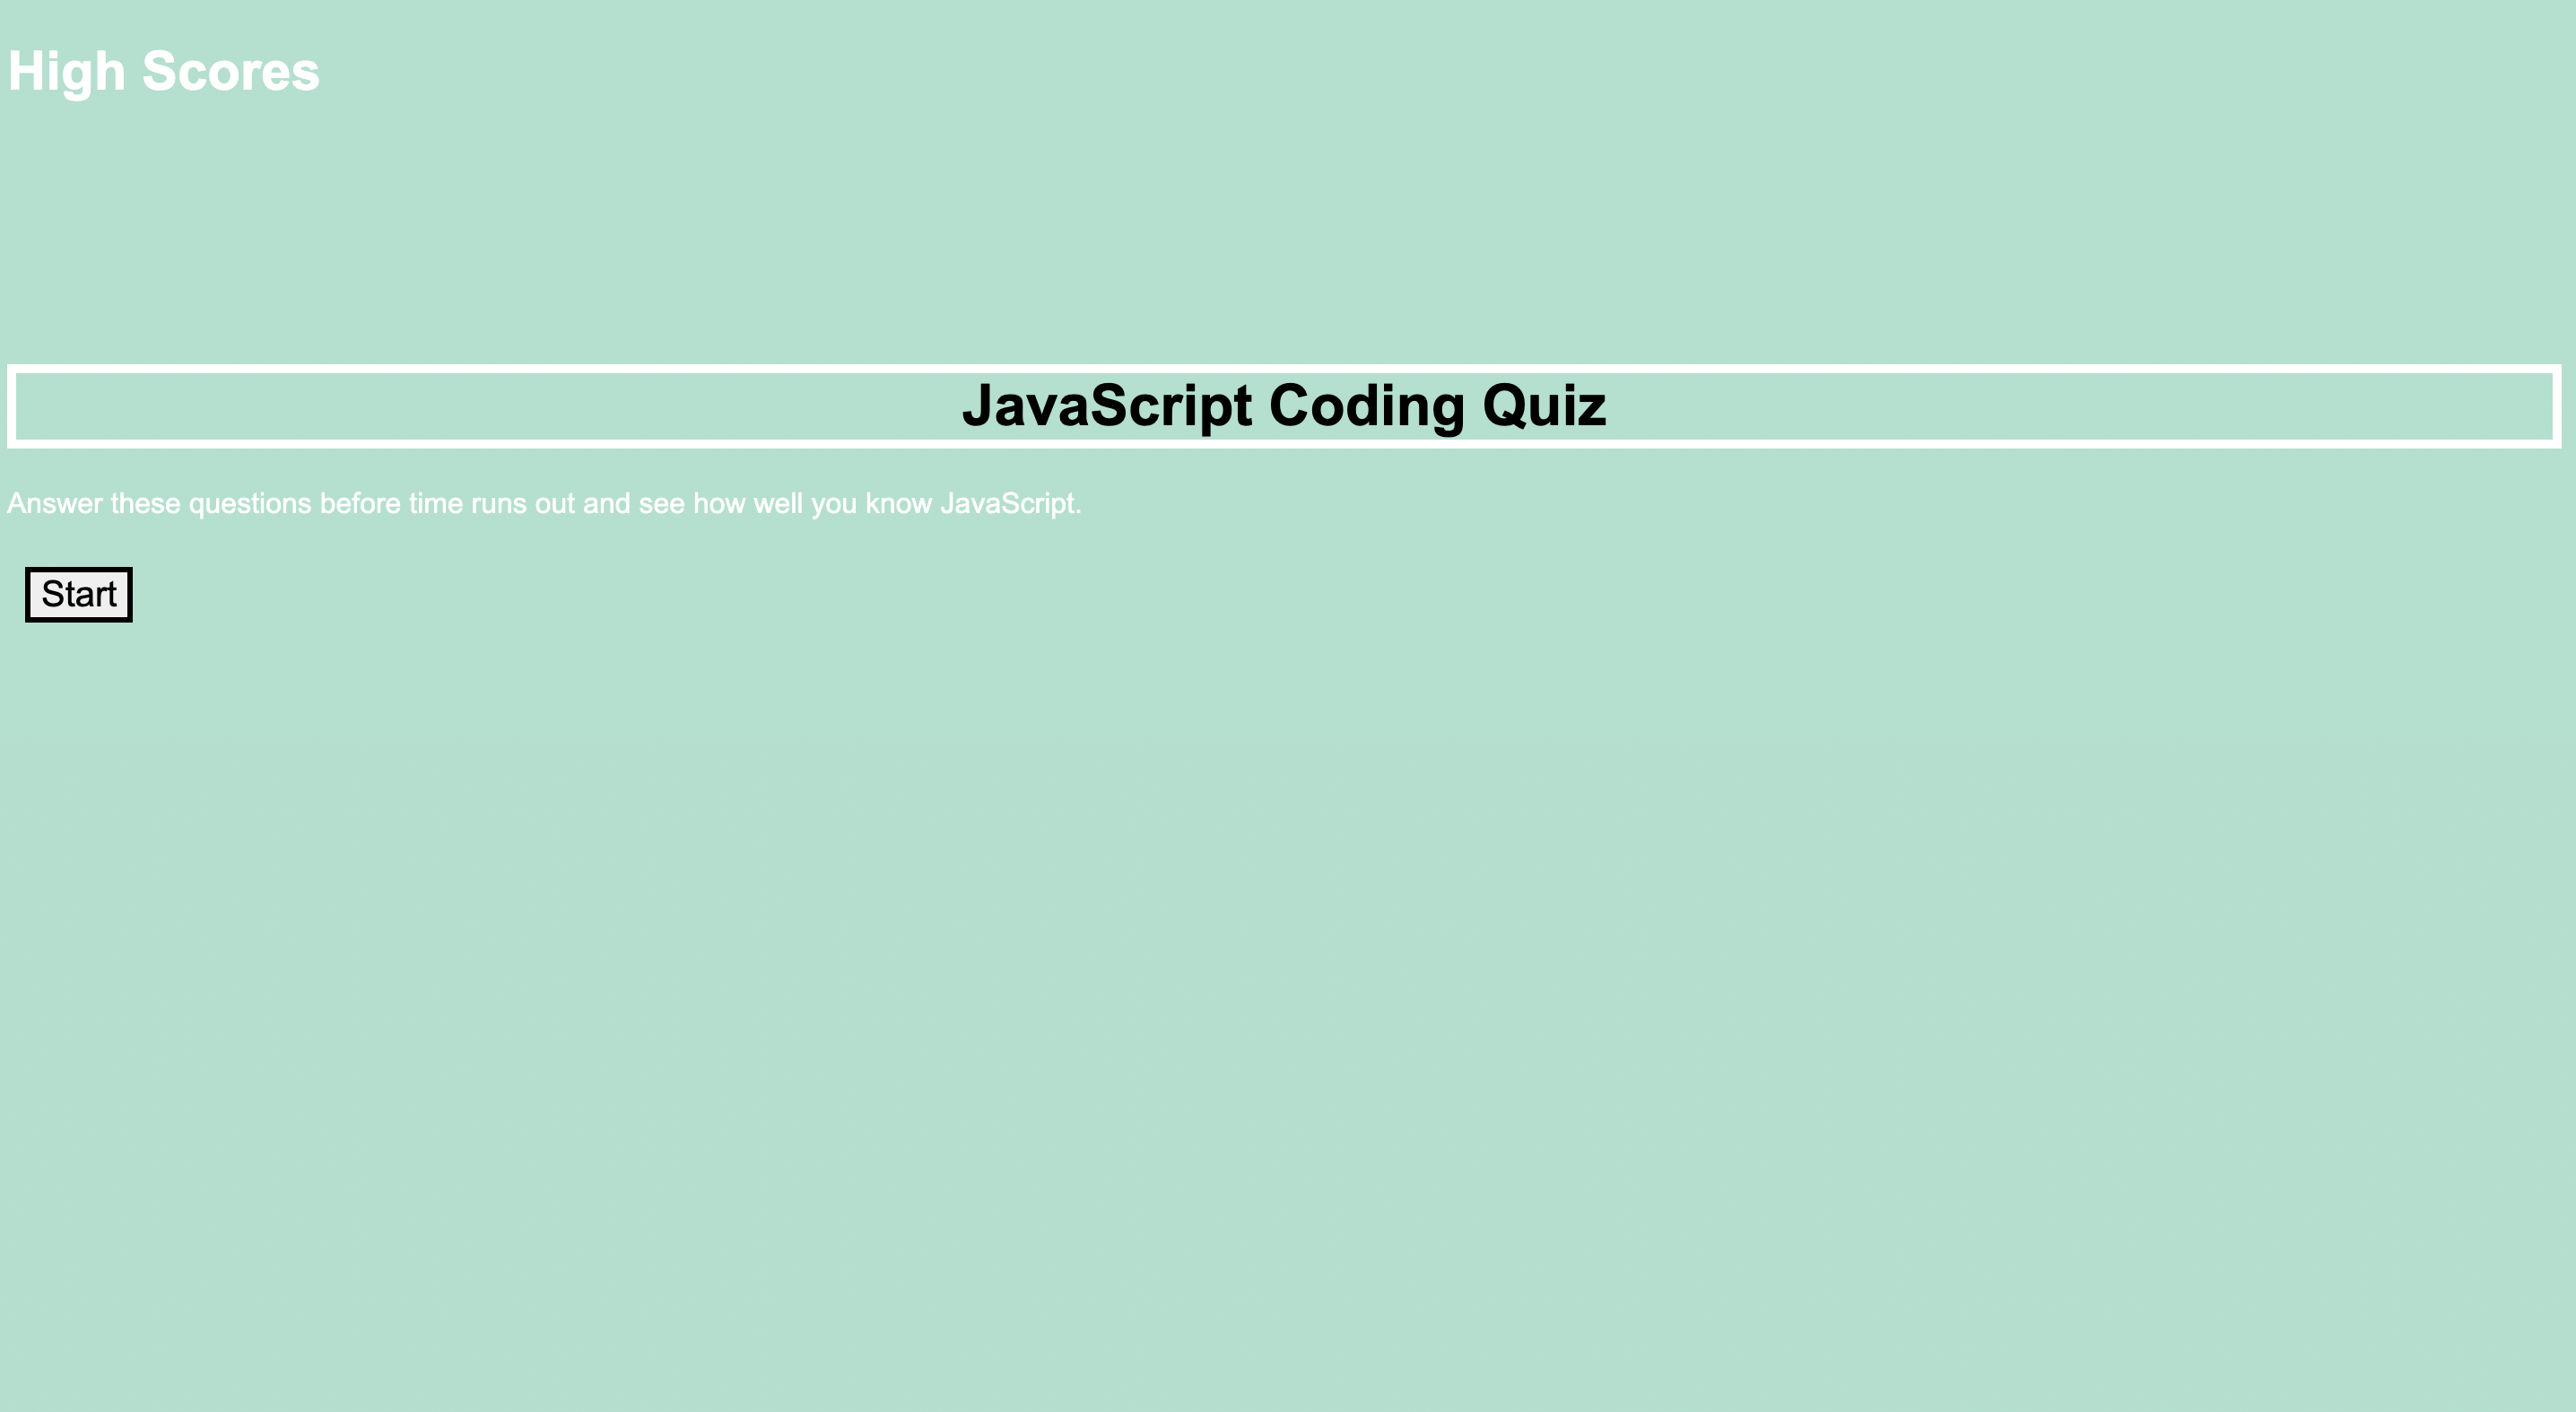 High Scores
JavaScript Coding Quiz
Answer these questions before time runs out and see how well you know JavaScript.
Start